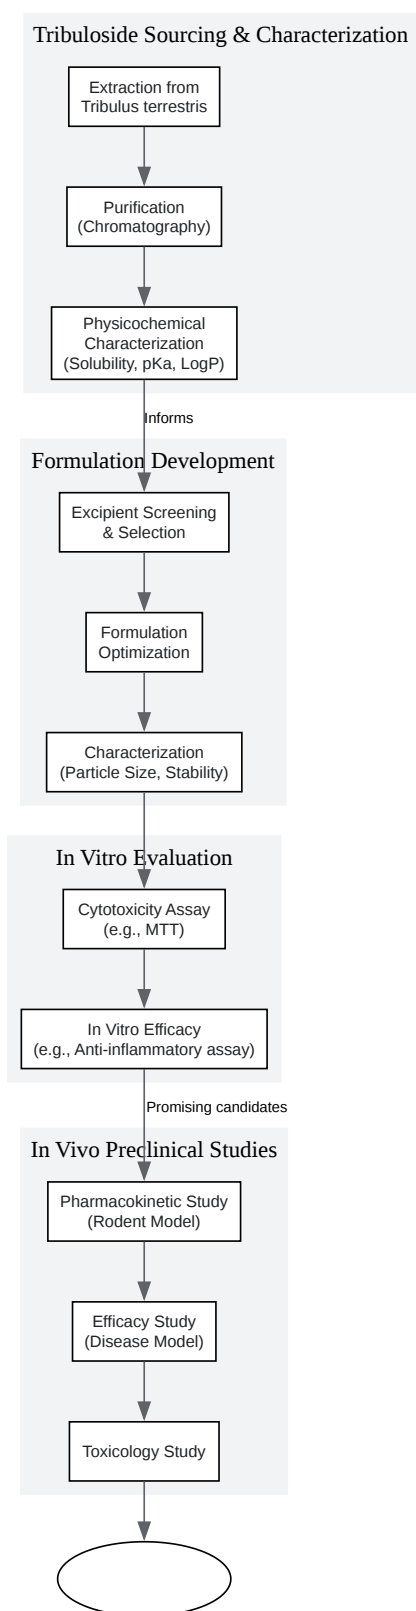 Tribuloside Sourcing & Characterization
Extraction from
Tribulus terrestris
Purification
(Chromatography)
Physicochemical
Characterization
(Solubility, pKa, LogP)
Informs
Formulation Development
Excipient Screening
& Selection
Formulation
Optimization
Characterization
(Particle Size, Stability)
In Vitro Evaluation
Cytotoxicity Assay
(e.g., MTT)
In Vitro Efficacy
(e.g., Anti-inflammatory assay)
Promising candidates
In Vivo Preclinical Studies
Pharmacokinetic Study
(Rodent Model)
Efficacy Study
(Disease Model)
Toxicology Study